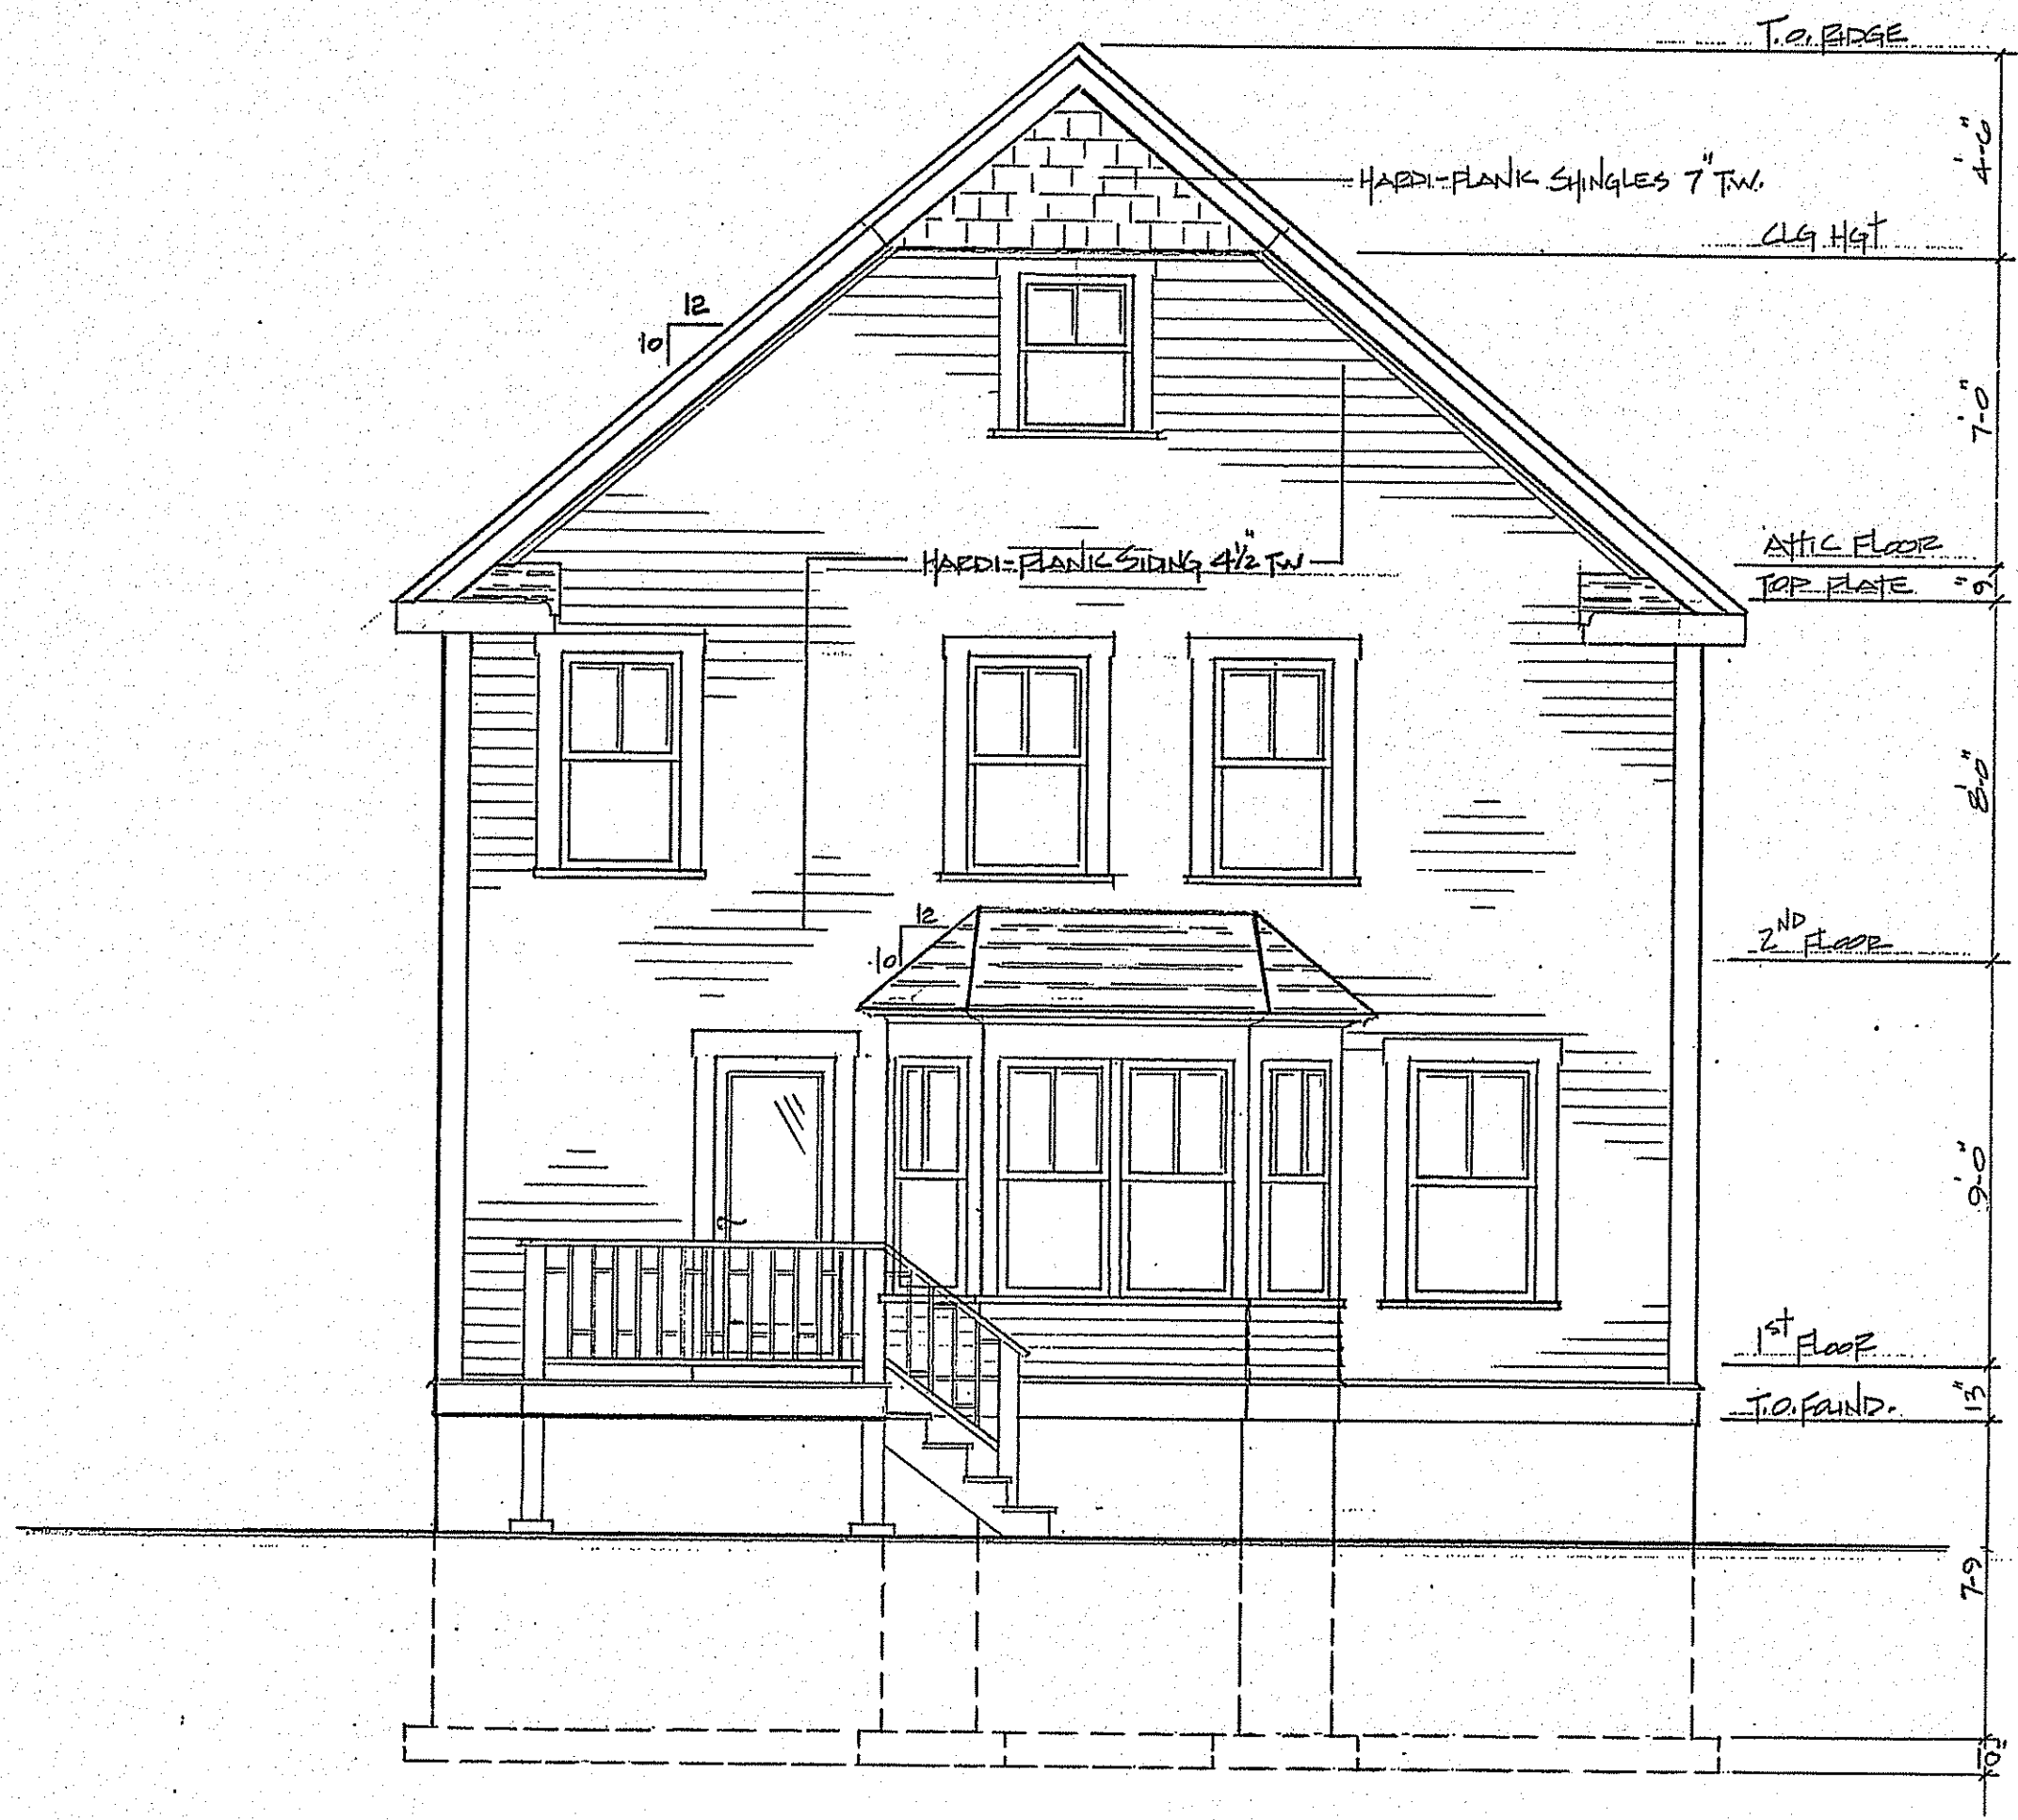 T.O. RIDGE
4'-6"
HARDI-PLANK SHINGLES 7" T.W.
CLG HGT
12
10
7'-0"
ATTIC FLOOR
HARDI-PLANK SIDING 4½" T.W
TOP PLATE
9"
8'-0"
12
10
2ND FLOOR
9'-0"
1st FLOOR
13"
T.O. FOUND.
7-9
10"